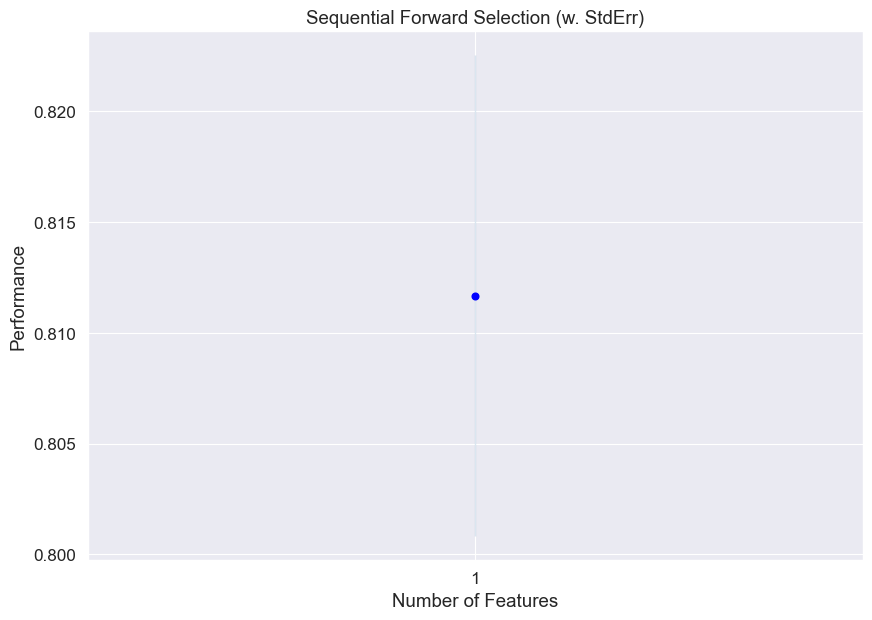 Sequential Forward Selection (w. StdErr)
0.820
0.815
0.810
0.805
0.800
Performance
1
Number of Features